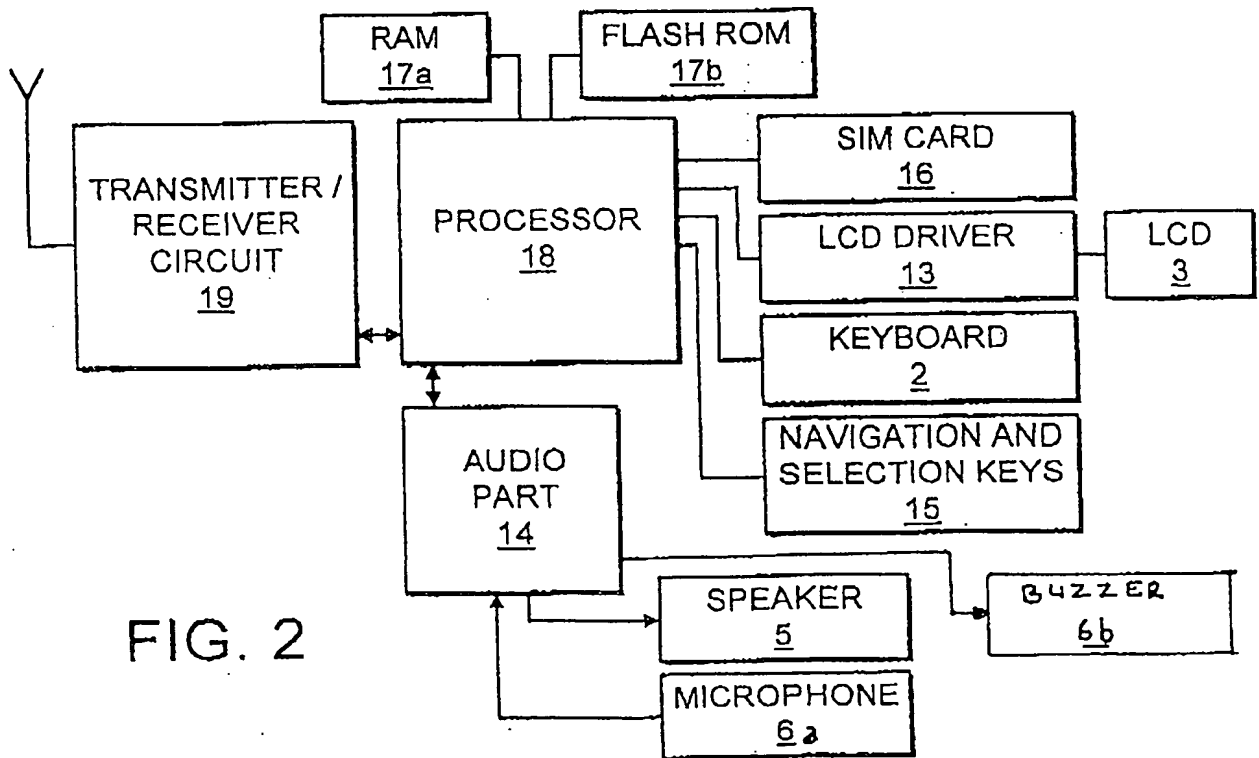 RAM
17a
FLASH ROM
17b
TRANSMITTER /
RECEIVER
CIRCUIT
19
PROCESSOR
18
SIM CARD
16
LCD DRIVER
13
LCD
3
KEYBOARD
2
NAVIGATION AND
SELECTION KEYS
15
AUDIO
PART
14
SPEAKER
5
BUZZER
6b
MICROPHONE
6a
FIG. 2